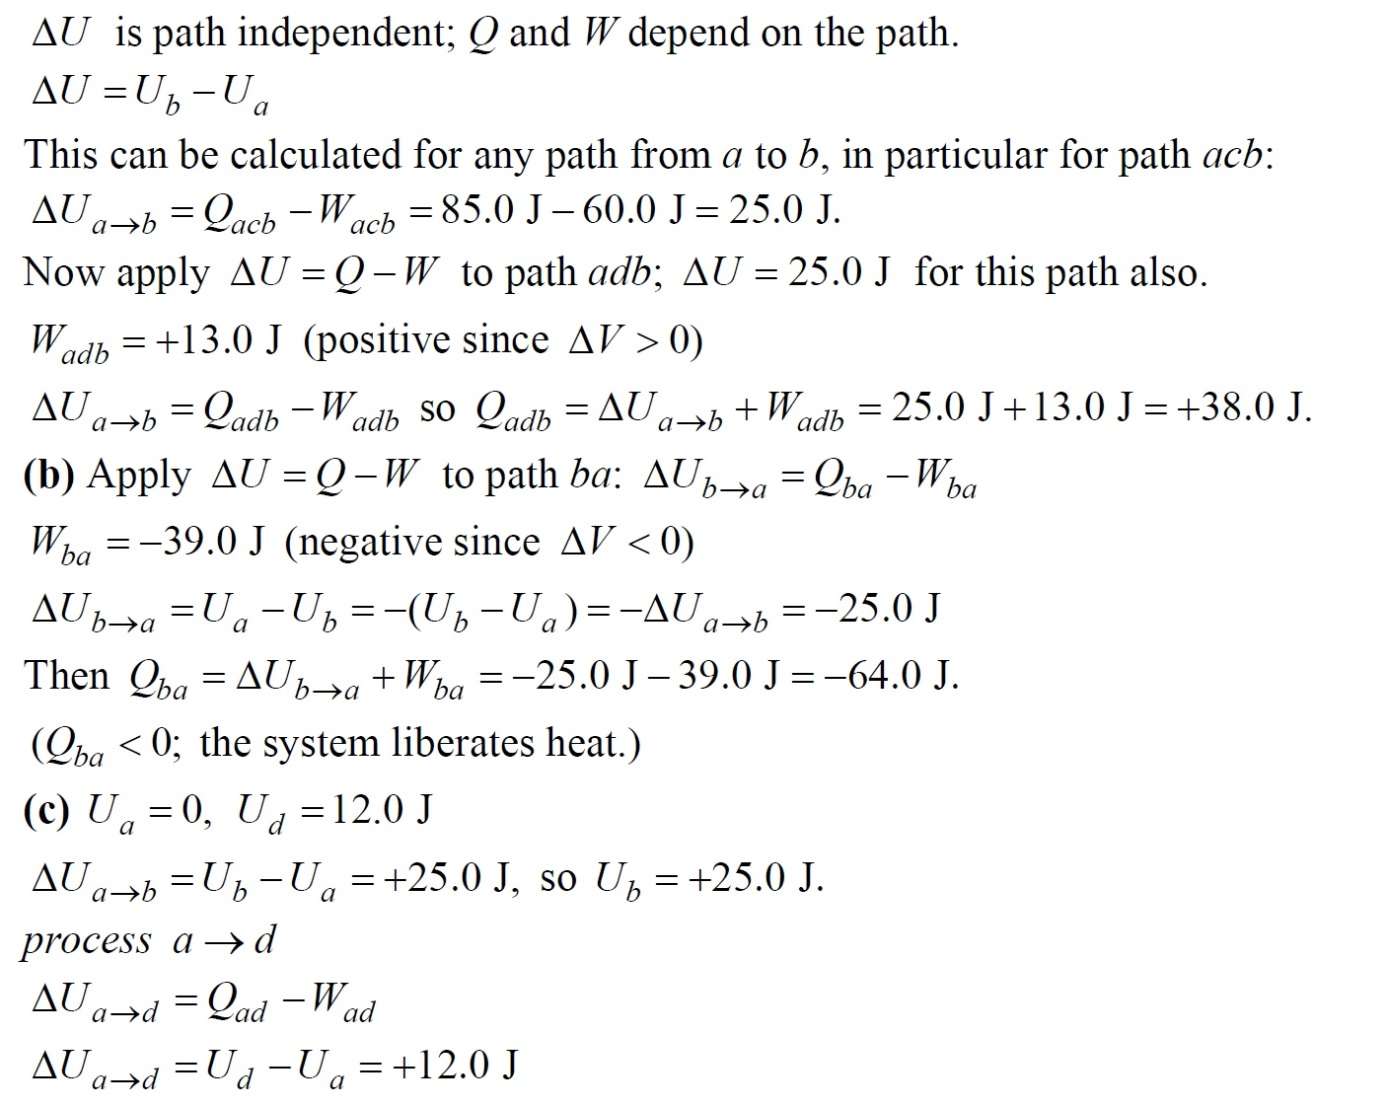 ΔU is path independent; Q and W depend on the path.
ΔU = U_b − U_a
This can be calculated for any path from a to b, in particular for path acb:
ΔU_{a→b} = Q_{acb} − W_{acb} = 85.0 J − 60.0 J = 25.0 J.
Now apply ΔU = Q − W to path adb; ΔU = 25.0 J for this path also.
W_{adb} = +13.0 J (positive since ΔV > 0)
ΔU_{a→b} = Q_{adb} − W_{adb} so Q_{adb} = ΔU_{a→b} + W_{adb} = 25.0 J + 13.0 J = +38.0 J.
(b) Apply ΔU = Q − W to path ba: ΔU_{b→a} = Q_{ba} − W_{ba}
W_{ba} = −39.0 J (negative since ΔV < 0)
ΔU_{b→a} = U_a − U_b = −(U_b − U_a) = −ΔU_{a→b} = −25.0 J
Then Q_{ba} = ΔU_{b→a} + W_{ba} = −25.0 J − 39.0 J = −64.0 J.
(Q_{ba} < 0; the system liberates heat.)
(c) U_a = 0, U_d = 12.0 J
ΔU_{a→b} = U_b − U_a = +25.0 J, so U_b = +25.0 J.
process a → d
ΔU_{a→d} = Q_{ad} − W_{ad}
ΔU_{a→d} = U_d − U_a = +12.0 J